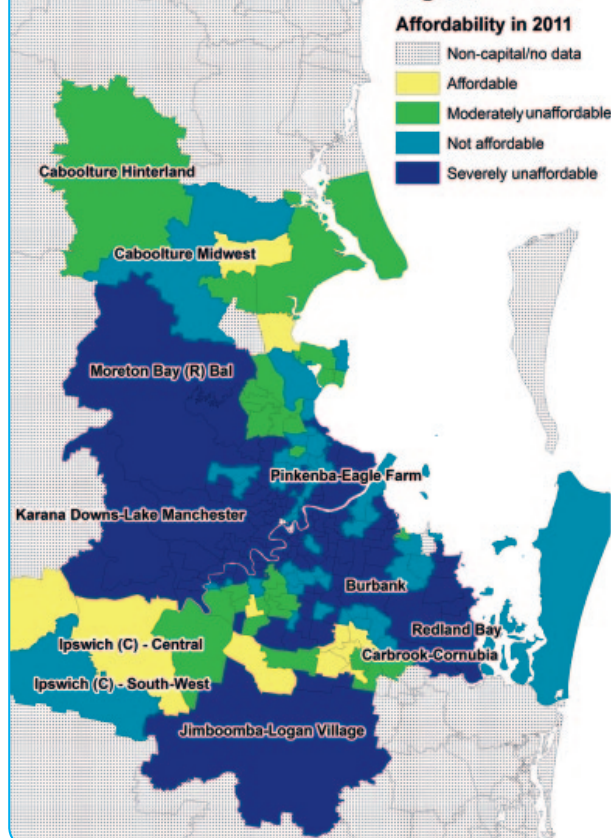 Affordability in 2011
Non-capital/no data
Affordable
Moderately unaffordable
Not affordable
Severely unaffordable
Caboolture Hinterland
Caboolture Midwest
Moreton Bay (R) Bal
Pinkenba-Eagle Farm
Karana Downs-Lake Manchester
Burbank
Redland Bay
Ipswich (C) - Central
Carbrook-Cornubia
Ipswich (C) - South-West
Jimboomba-Logan Village